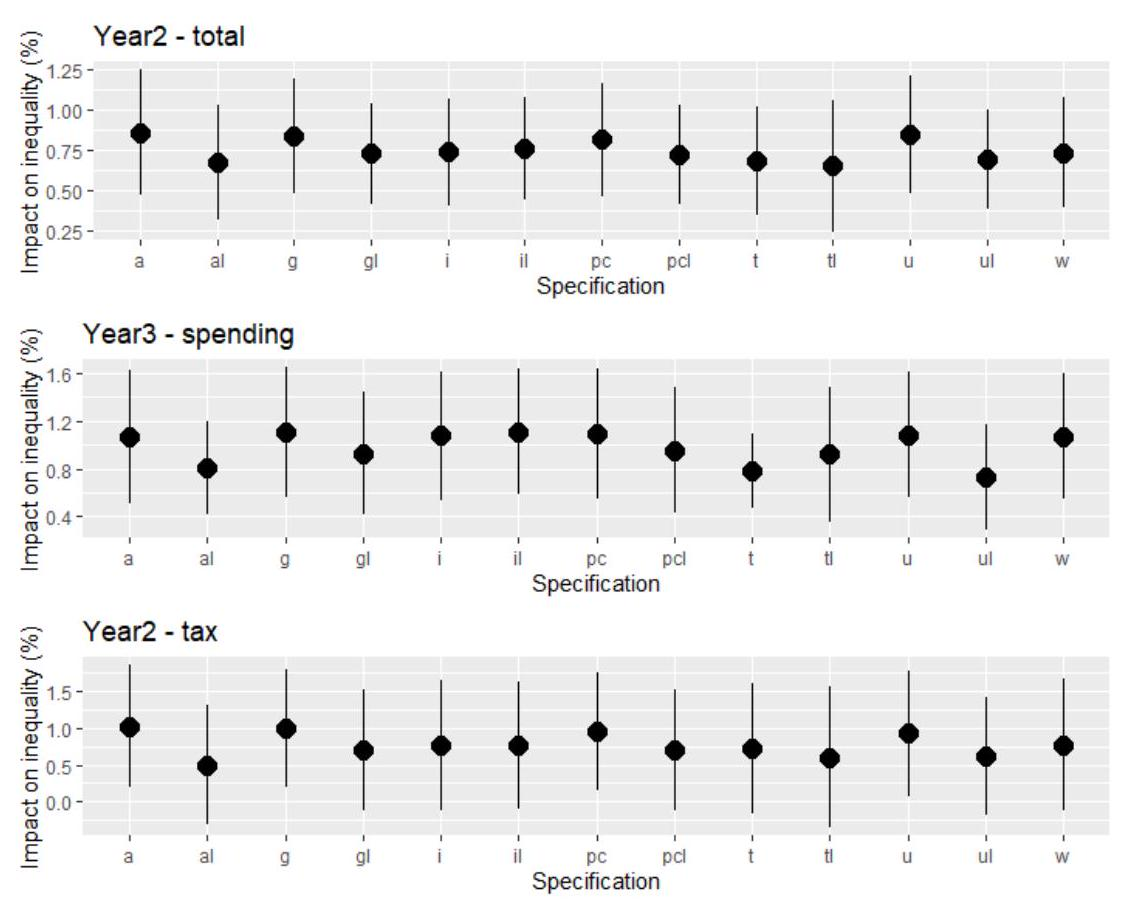 Year2 - total
Impact on inequality (%)
1.25
1.00
0.75
0.50
0.25
a al g gl i il pc pcl t tl u ul w
Specification
Year3 - spending
Impact on inequality (%)
1.6
1.2
0.8
0.4
a al g gl i il pc pcl t tl u ul w
Specification
Year2 - tax
Impact on inequality (%)
1.5
1.0
0.5
0.0
a al g gl i il pc pcl t tl u ul w
Specification